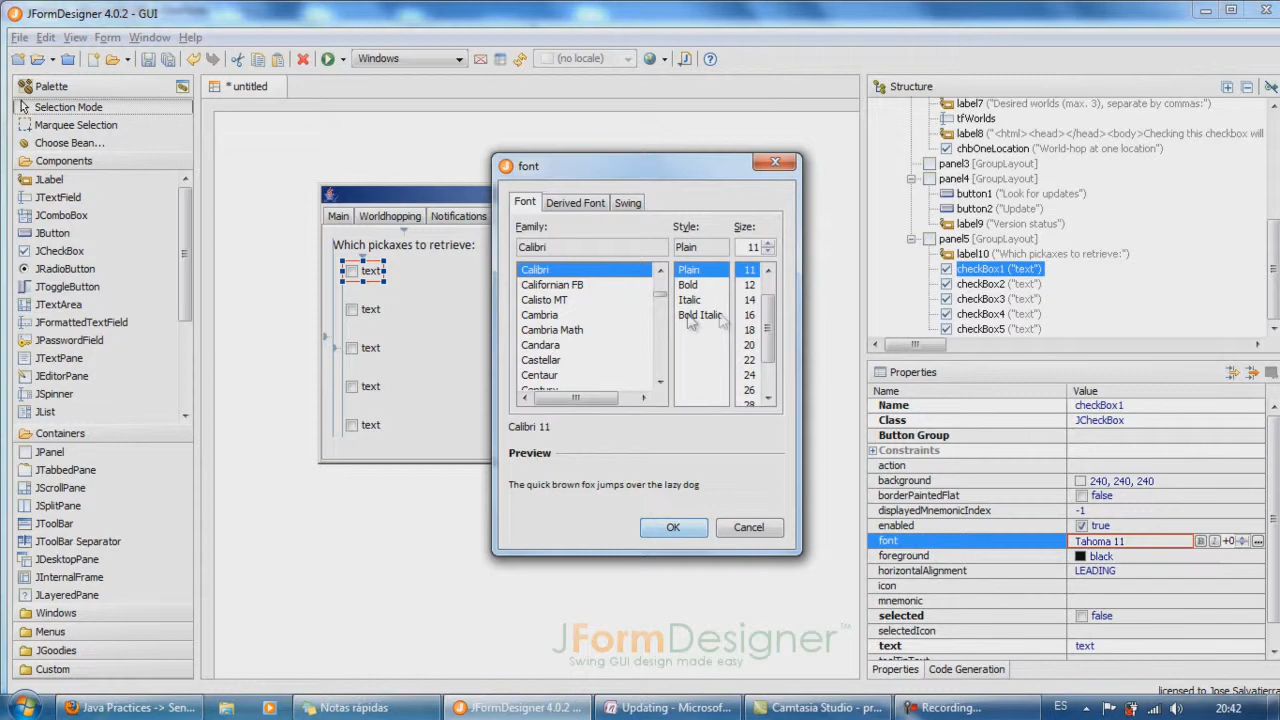 JFormDesigner 4.0 - GUI
File Edit View Form Window Help
Windows
(no locale)
Palette
Selection Mode
Marquee Selection
Choose Bean...
Components
JLabel
JTextField
JComboBox
JButton
JCheckBox
JRadioButton
JToggleButton
JTextArea
JFormattedTextField
JPasswordField
JTextPane
JEditorPane
JSpinner
JList
Containers
JPanel
JTabbedPane
JScrollPane
JSplitPane
JToolBar
JToolBar Separator
JDesktopPane
JInternalFrame
JLayeredPane
Windows
Menus
JGoodies
Custom
* untitled
Main Worldhopping Notifications
Which pickaxes to retrieve:
text
text
text
text
text
font
Font Derived Font Swing
Family: Style: Size:
Calibri Plain 11
Calibri Plain 11
Californian FB Bold 12
Calisto MT Italic 14
Cambria Bold Italic 16
Cambria Math 18
Candara 20
Castellar 22
Centaur 24
Century 26
28
Calibri 11
Preview
The quick brown fox jumps over the lazy dog
OK Cancel
JFormDesigner™
Swing GUI design made easy
Structure
label7 ("Desired worlds (max. 3), separate by commas:")
tfWorlds
label8 ("<html><head></head><body>Checking this checkbox will
chbOneLocation ("World-hop at one location")
panel3 [GroupLayout]
panel4 [GroupLayout]
button1 ("Look for updates")
button2 ("Update")
label9 ("Version status")
panel5 [GroupLayout]
label10 ("Which pickaxes to retrieve:")
checkBox1 ("text")
checkBox2 ("text")
checkBox3 ("text")
checkBox4 ("text")
checkBox5 ("text")
Properties
Name Value
Name checkBox1
Class JCheckBox
Button Group
Constraints
action
background 240, 240, 240
borderPaintedFlat false
displayedMnemonicIndex -1
enabled true
font Tahoma 11 B I +0 ...
foreground black
horizontalAlignment LEADING
icon
mnemonic
selected false
selectedIcon
text text
toolTipText
Properties Code Generation
licensed to Jose Salvatierra
Java Practices -> Sen...
Notas rápidas
JFormDesigner 4.0.2 ...
Updating - Microsof...
Camtasia Studio - pr...
Recording...
ES
20:42